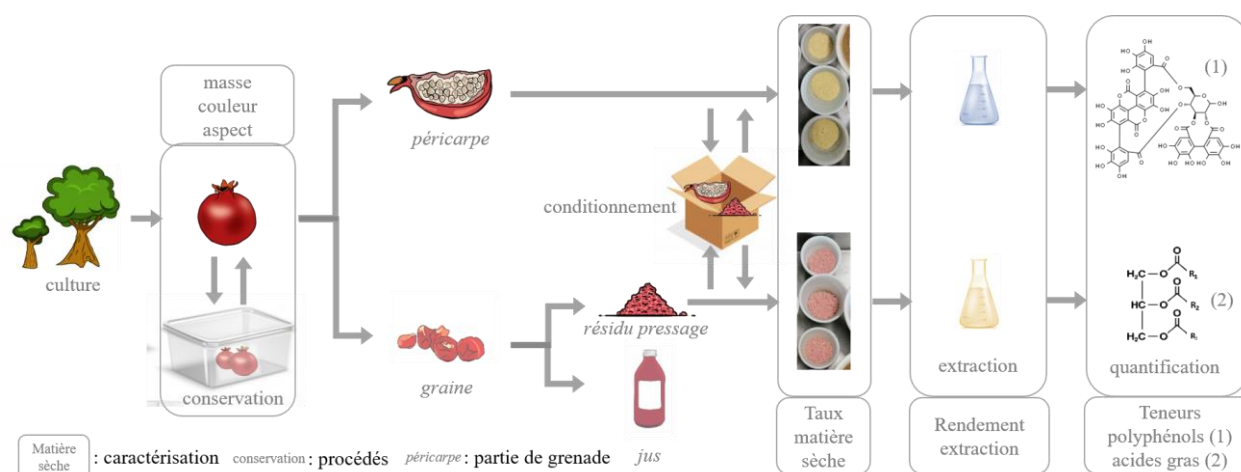 masse
couleur
aspect
culture
conservation
péricarpe
graine
conditionnement
résidu pressage
jus
extraction
(1)
(2)
quantification
Taux
matière
sèche
Rendement
extraction
Teneurs
polyphénols (1)
acides gras (2)
Matière
sèche
: caractérisation
conservation : procédés
péricarpe : partie de grenade